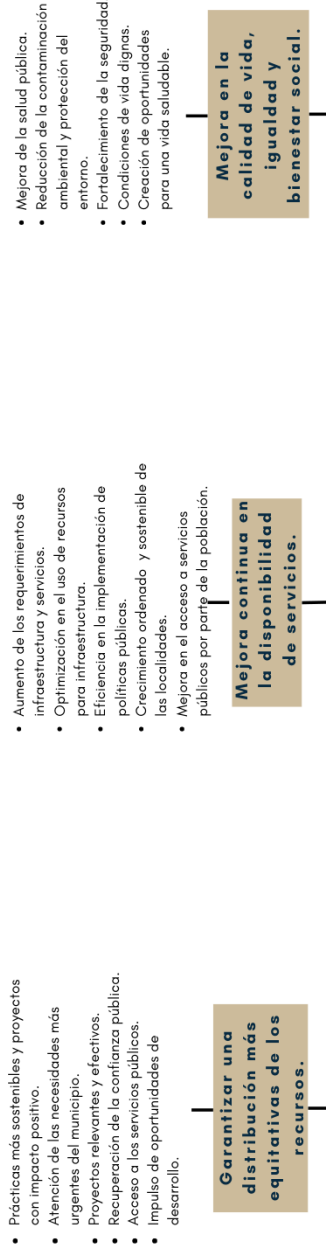 • Prácticas más sostenibles y proyectos
con impacto positivo.
• Atención de las necesidades más
urgentes del municipio.
• Proyectos relevantes y efectivos.
• Recuperación de la confianza pública.
• Acceso a los servicios públicos.
• Impulso de oportunidades de
desarrollo.
Garantizar una
distribución más
equitativas de los
recursos.
• Aumento de los requerimientos de
infraestructura y servicios.
• Optimización en el uso de recursos
para infraestructura.
• Eficiencia en la implementación de
políticas públicas.
• Crecimiento ordenado y sostenible de
las localidades.
• Mejora en el acceso a servicios
públicos por parte de la población.
Mejora continua en
la disponibilidad
de servicios.
• Mejora de la salud pública.
• Reducción de la contaminación
ambiental y protección del
entorno.
• Fortalecimiento de la seguridad
• Condiciones de vida dignas.
• Creación de oportunidades
para una vida saludable.
Mejora en la
calidad de vida,
igualdad y
bienestar social.